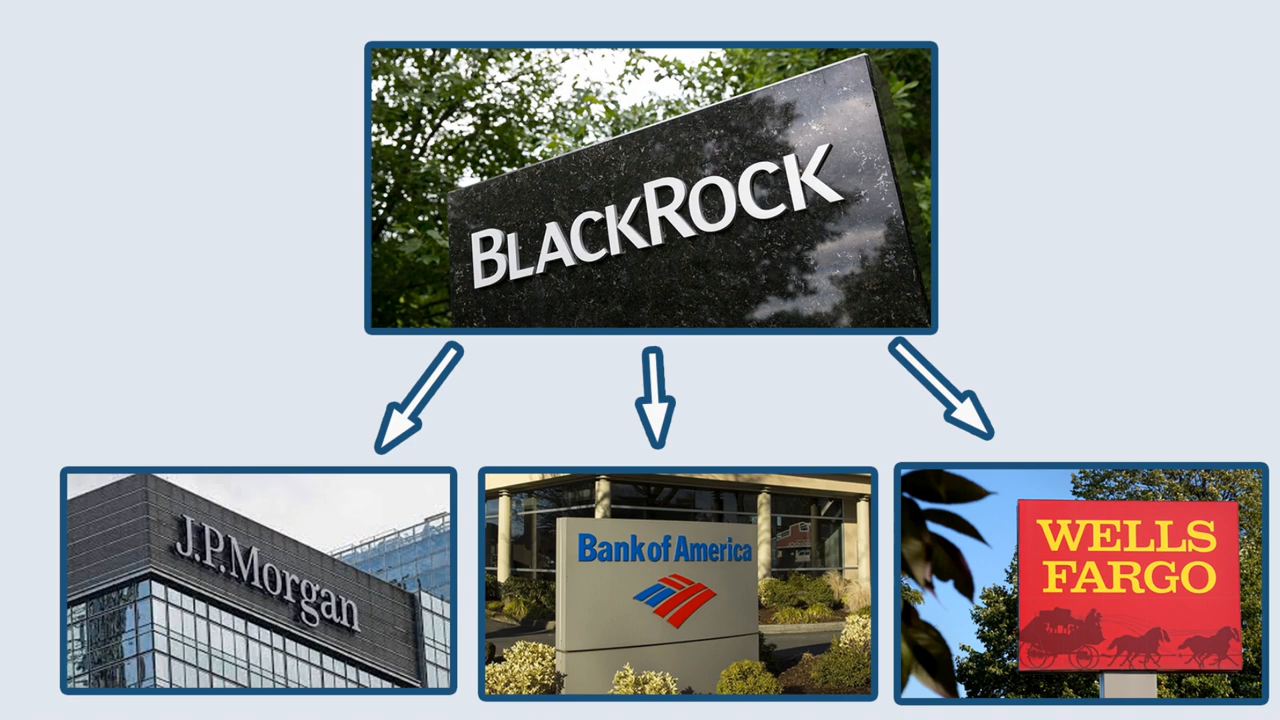 BLACKROCK
J.P.Morgan
Bank of America
WELLS
FARGO